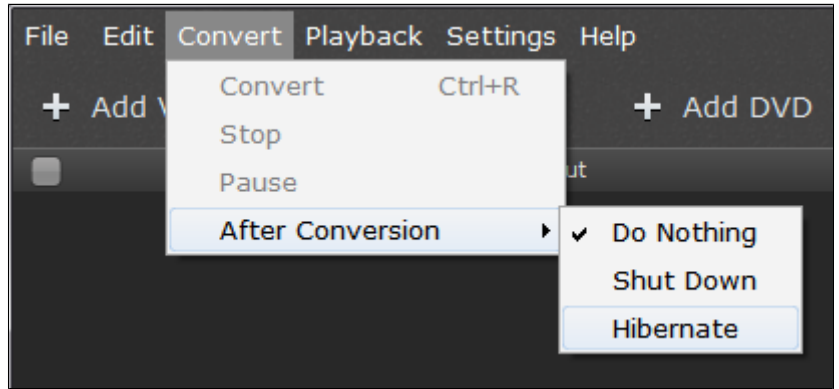 File Edit Convert Playback Settings Help
Convert Ctrl+R
+ Add + Add DVD
Stop
Pause
After Conversion
Do Nothing
Shut Down
Hibernate